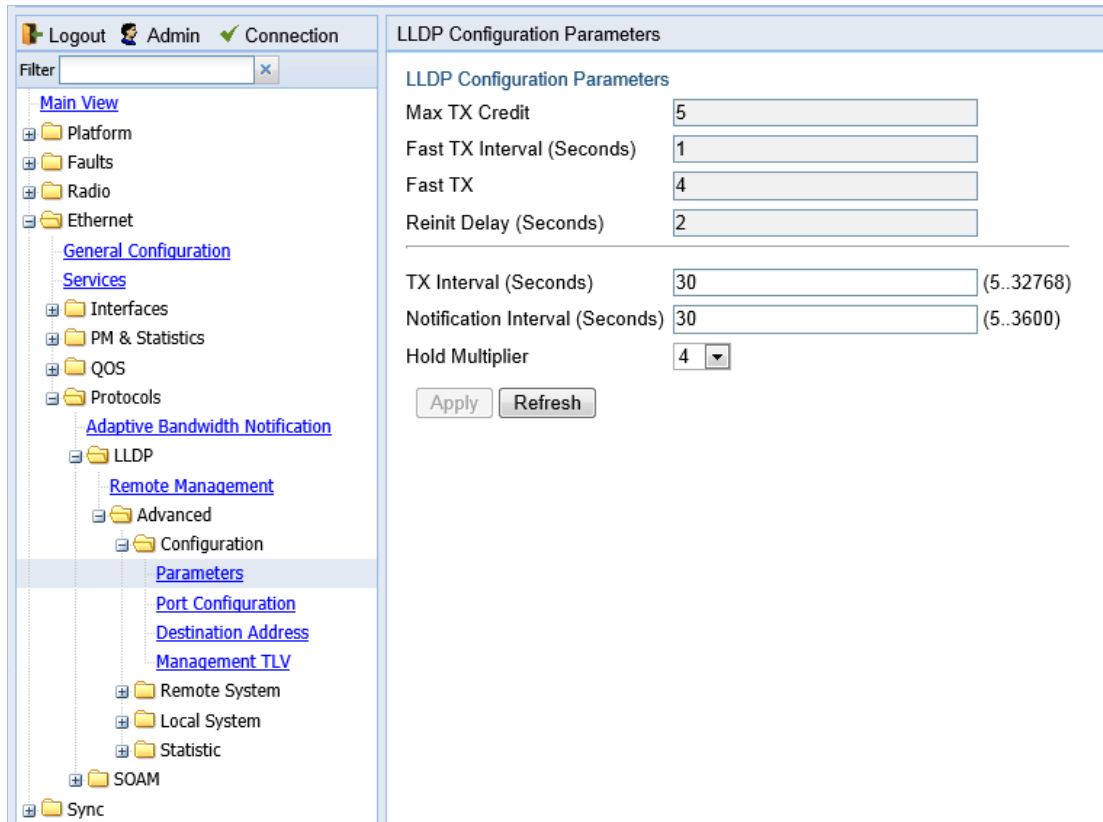 Logout Admin Connection
Filter
Main View
Platform
Faults
Radio
Ethernet
General Configuration
Services
Interfaces
PM & Statistics
QOS
Protocols
Adaptive Bandwidth Notification
LLDP
Remote Management
Advanced
Configuration
Parameters
Port Configuration
Destination Address
Management TLV
Remote System
Local System
Statistic
SOAM
Sync
LLDP Configuration Parameters
LLDP Configuration Parameters
Max TX Credit 5
Fast TX Interval (Seconds) 1
Fast TX 4
Reinit Delay (Seconds) 2
TX Interval (Seconds) 30 (5..32768)
Notification Interval (Seconds) 30 (5..3600)
Hold Multiplier 4
Apply Refresh